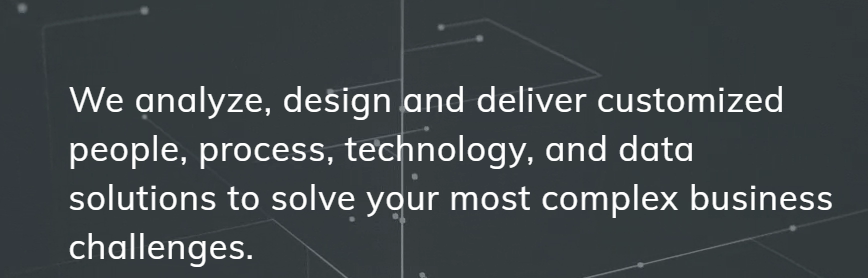 We analyze, design and deliver customized
people, process, technology, and data
solutions to solve your most complex business
challenges.